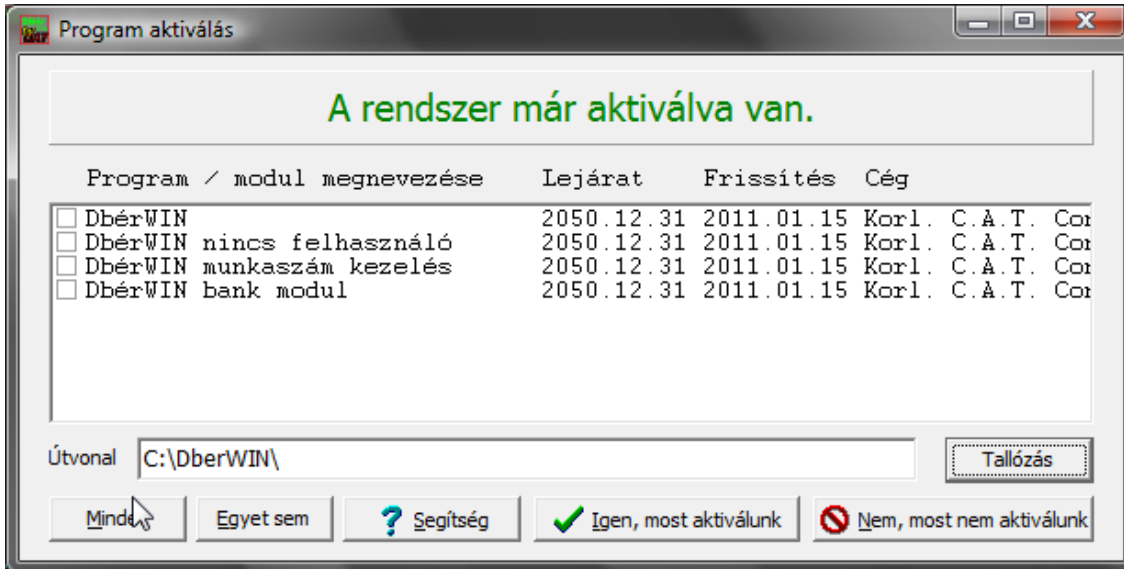 Program aktiválás
A rendszer már aktiválva van.
Program / modul megnevezése Lejárat Frissítés Cég
DbérWIN 2050.12.31 2011.01.15 Korl. C.A.T.
DbérWIN nincs felhasználó 2050.12.31 2011.01.15 Korl. C.A.T.
DbérWIN munkaszám kezelés 2050.12.31 2011.01.15 Korl. C.A.T.
DbérWIN bank modul 2050.12.31 2011.01.15 Korl. C.A.T.
Útvonal C:\DberWIN\ Tallózás
Egyet sem Segítség Igen, most aktiválunk Nem, most nem aktiválunk